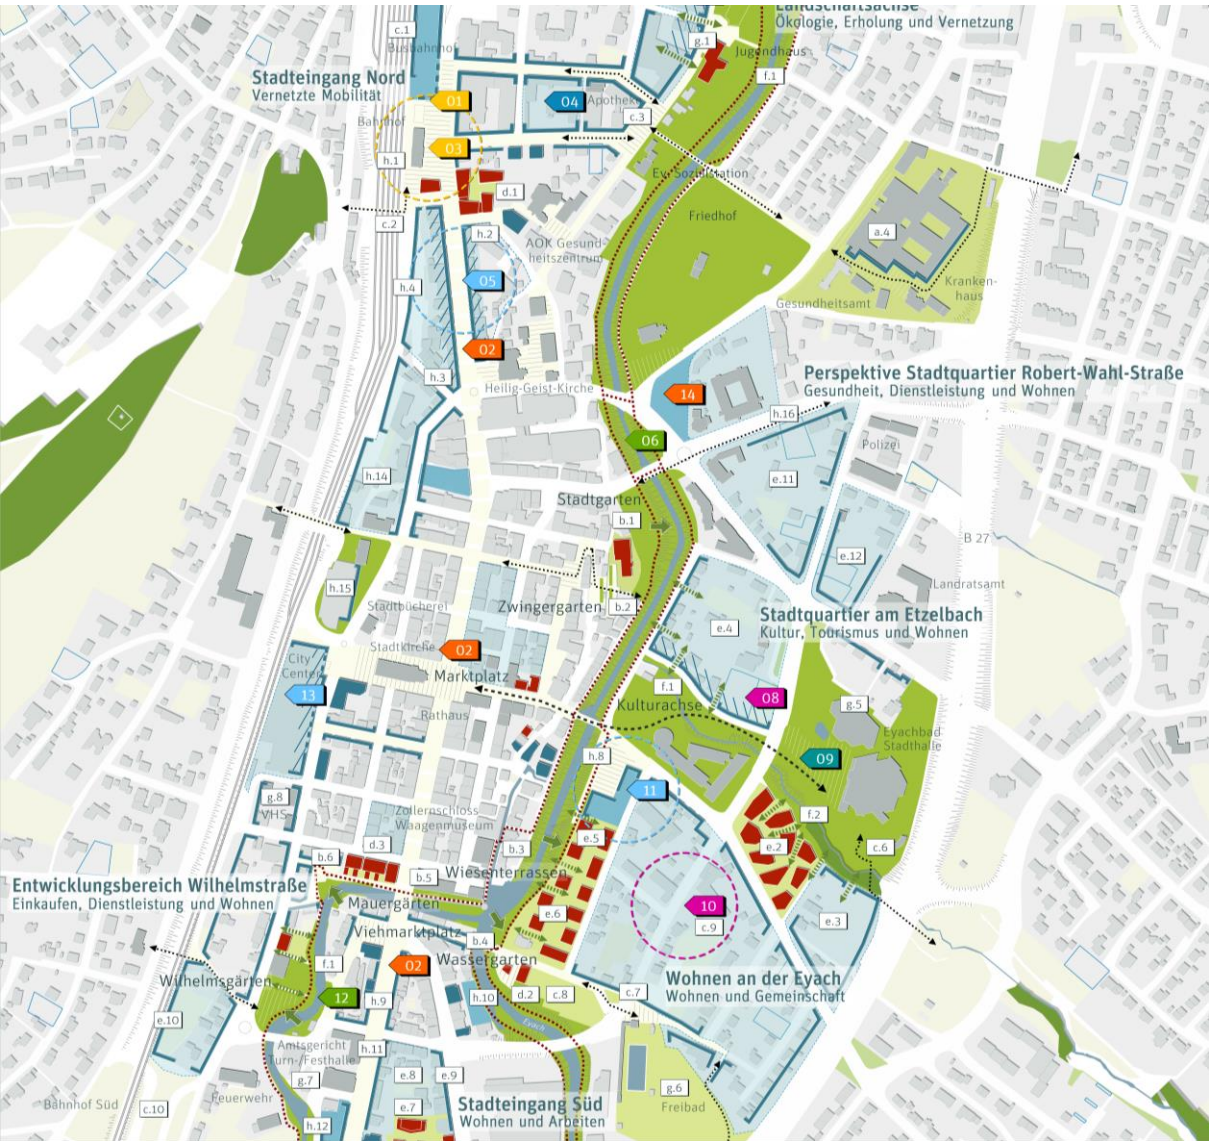 Landschaftsachse
Ökologie, Erholung und Vernetzung
c.1
Busbahnhof
g.1
Jugendhaus
f.1
Stadteingang Nord
Vernetzte Mobilität
01
04
Apotheke
c.3
Bahnhof
03
h.1
Ev. Sozialstation
d.1
c.2
Friedhof
a.4
h.2
AOK Gesund-
heitszentrum
Kranken-
haus
h.4
05
Gesundheitsamt
02
h.3
Heilig-Geist-Kirche
14
Perspektive Stadtquartier Robert-Wahl-Straße
Gesundheit, Dienstleistung und Wohnen
h.16
06
Polizei
h.14
e.11
Stadtgarten
b.1
B 27
e.12
Landratsamt
h.15
Stadtbücherei
Zwingergarten
b.2
Stadtquartier am Etzelbach
Kultur, Tourismus und Wohnen
e.4
Stadtkirche
02
City
Center
Marktplatz
13
f.1
08
Kulturachse
g.5
Rathaus
Eyachbad
Stadthalle
h.8
09
11
g.8
VHS
Zollernschloss
Waagenmuseum
f.2
e.5
d.3
b.3
e.2
c.6
b.6
b.5
Wiesenterrassen
Entwicklungsbereich Wilhelmstraße
Einkaufen, Dienstleistung und Wohnen
Mauergärten
10
c.9
e.6
e.3
Viehmarktplatz
b.4
Wassergarten
02
f.1
Wilhelmsgärten
Wohnen an der Eyach
Wohnen und Gemeinschaft
12
h.9
h.10
d.2
c.8
c.7
e.10
Eyach
Amtsgericht
Turn-/Festhalle
h.11
g.7
e.8
e.9
g.6
Freibad
Feuerwehr
Bahnhof Süd
c.10
e.7
Stadteingang Süd
Wohnen und Arbeiten
h.12